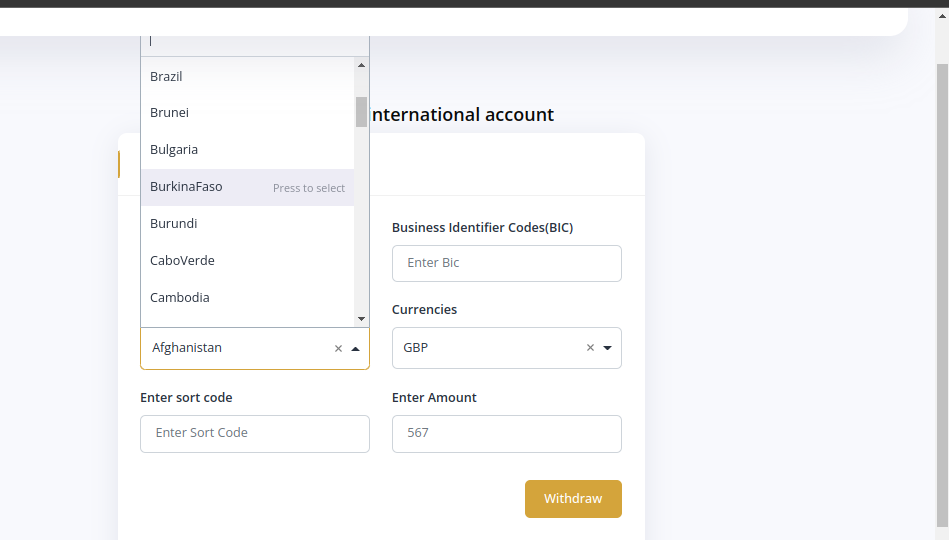 international account
Brazil
Brunei
Bulgaria
BurkinaFaso Press to select
Burundi
CaboVerde
Cambodia
Afghanistan × 
Business Identifier Codes(BIC)
Enter Bic
Currencies
GBP ×
Enter sort code
Enter Sort Code
Enter Amount
567
Withdraw